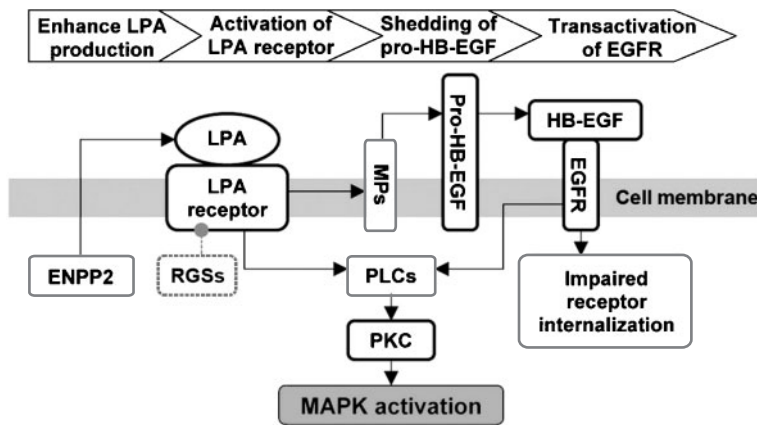 Enhance LPA
production
Activation of
LPA receptor
Shedding of
pro-HB-EGF
Transactivation
of EGFR
LPA
LPA
receptor
MPs
Pro-HB-EGF
HB-EGF
EGFR
Cell membrane
ENPP2
RGSs
PLCs
Impaired
receptor
internalization
PKC
MAPK activation